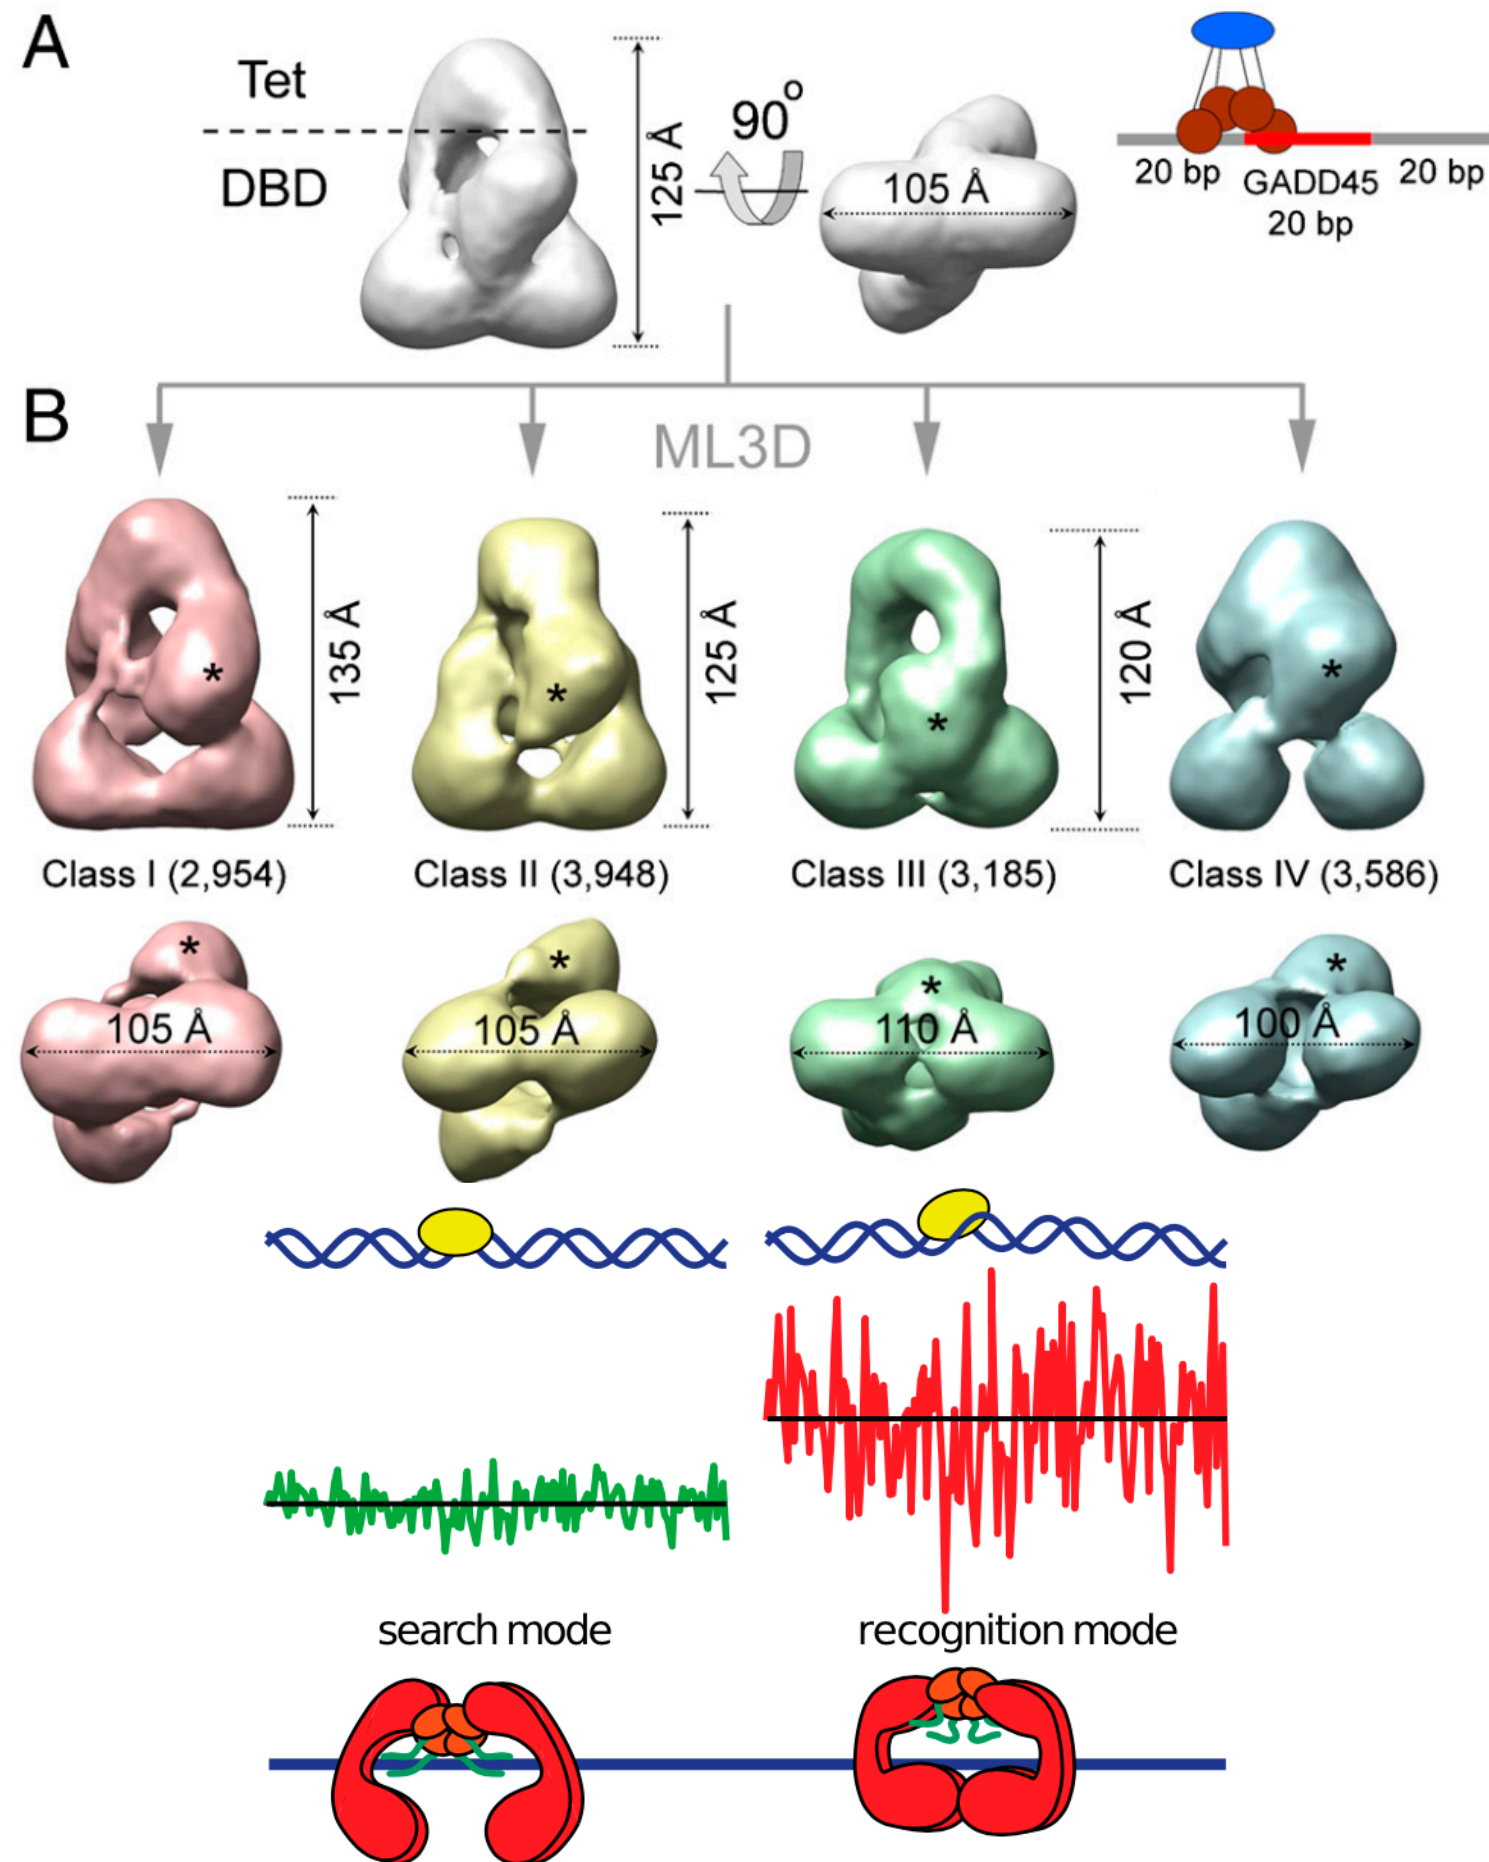 A
Tet
DBD
125 Å
90°
105 Å
20 bp
GADD45
20 bp
20 bp
B
ML3D
135 Å
125 Å
120 Å
*
*
*
*
Class I (2,954)
Class II (3,948)
Class III (3,185)
Class IV (3,586)
*
*
*
*
105 Å
105 Å
110 Å
100 Å
search mode
recognition mode